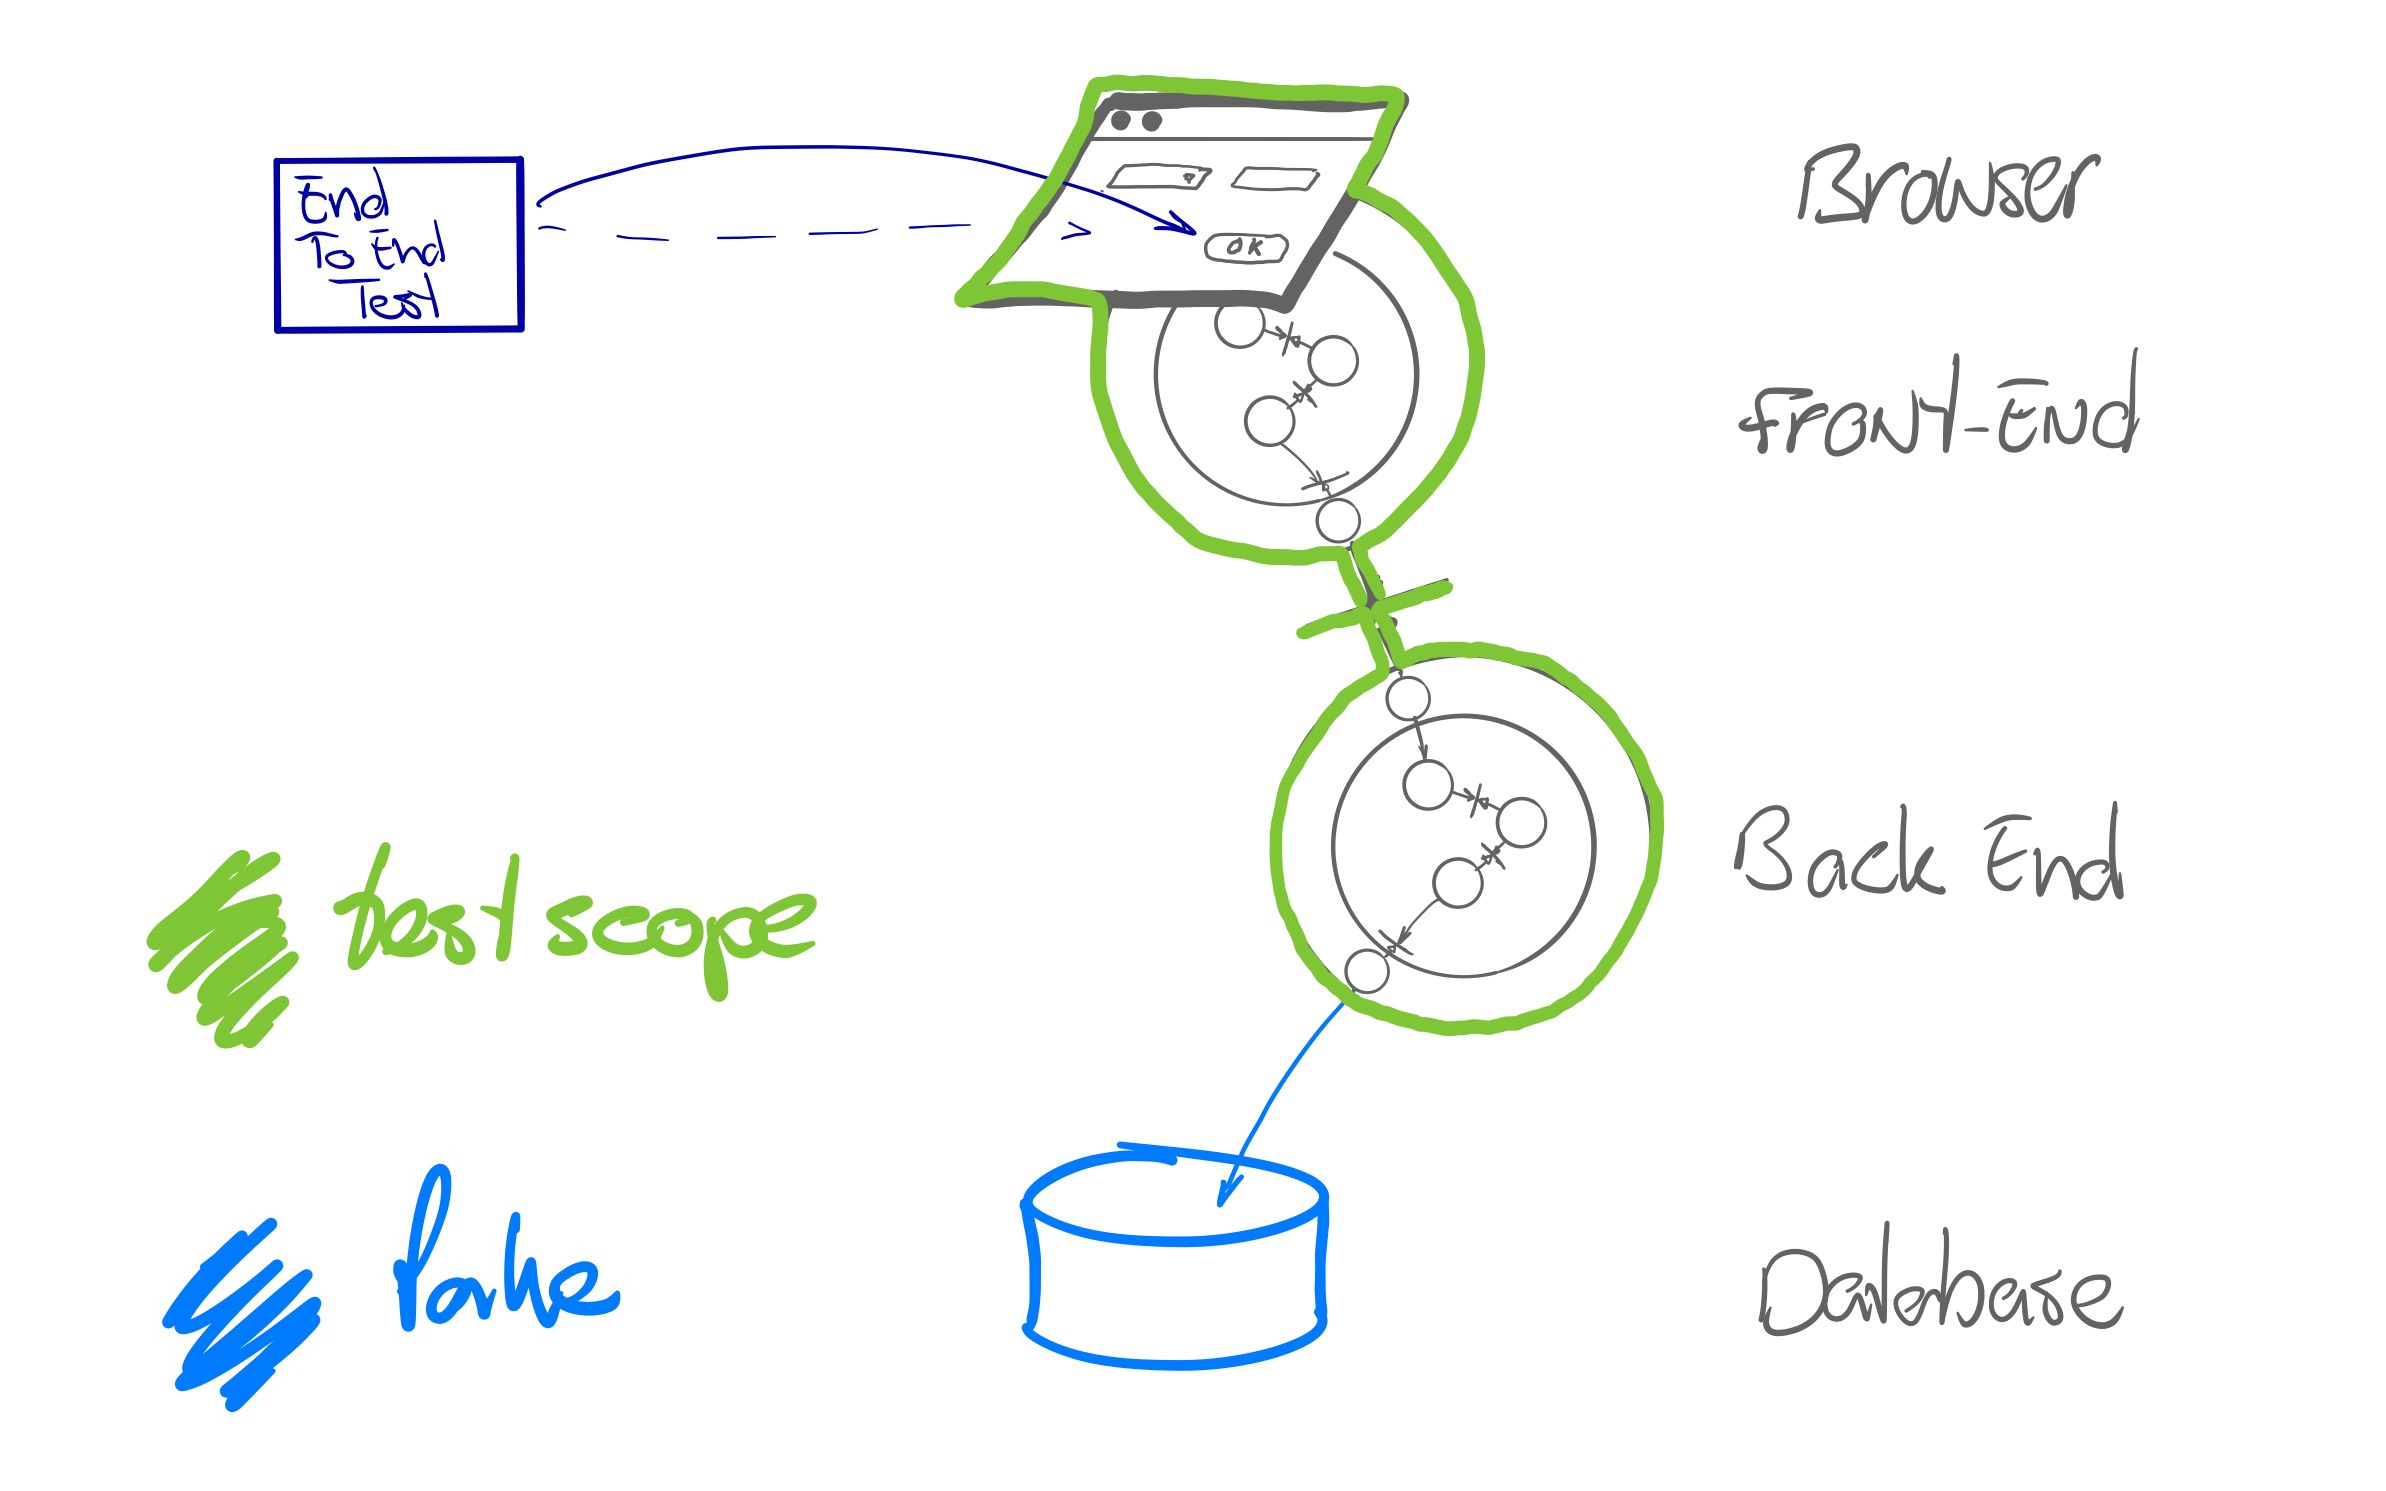 End
To End
Test
OK
Browser
Front-End
Back End
test scope
fake
Database